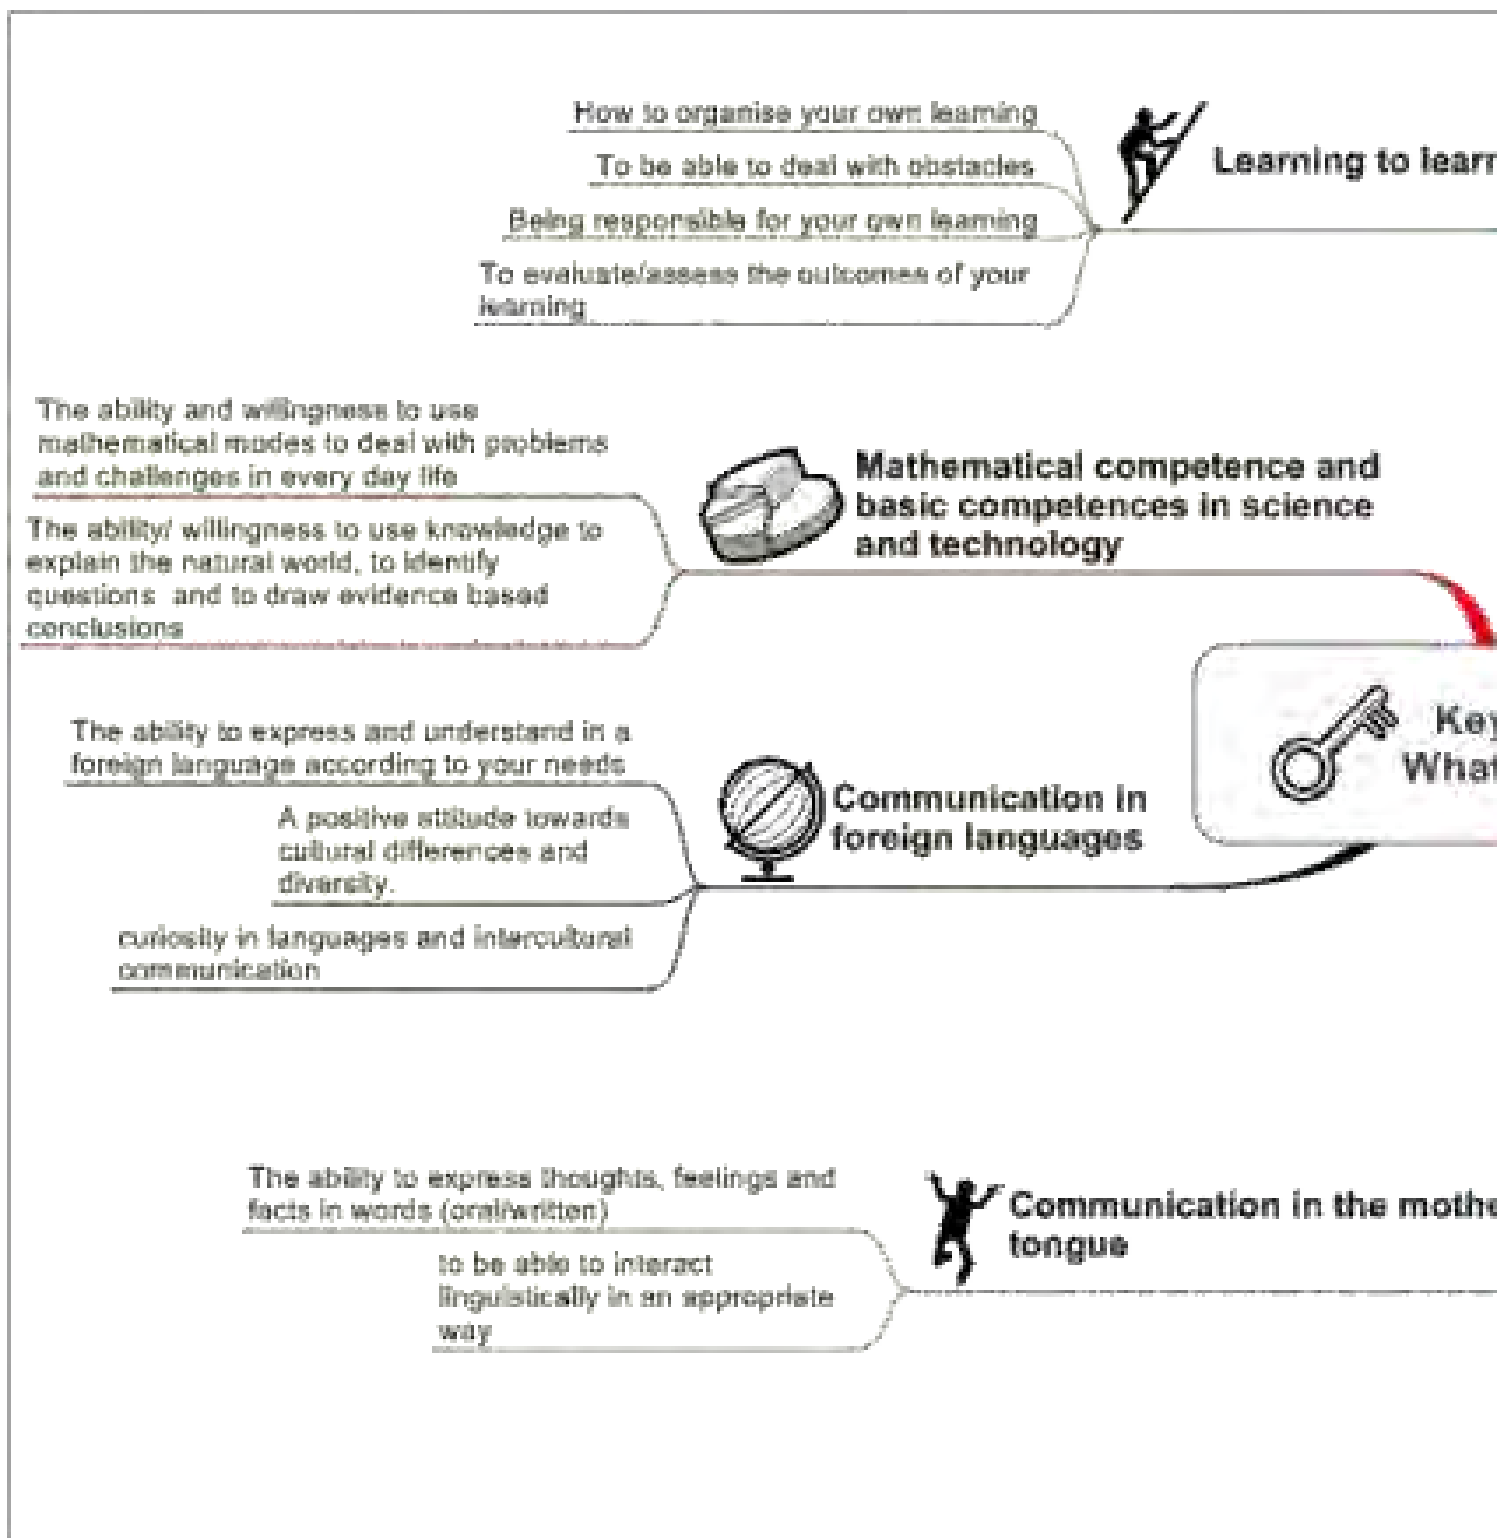 How to organise your own learning
To be able to deal with obstacles
Being responsible for your own learning
To evaluate/assess the outcomes of your
learning
Learning to learn
The ability and willingness to use
mathematical modes to deal with problems
and challenges in every day life
The ability/ willingness to use knowledge to
explain the natural world, to identify
questions and to draw evidence based
conclusions
Mathematical competence and
basic competences in science
and technology
Key
What
The ability to express and understand in a
foreign language according to your needs
A positive attitude towards
cultural differences and
diversity.
curiosity in languages and intercultural
communication
Communication in
foreign languages
The ability to express thoughts, feelings and
facts in words (oral/written)
to be able to interact
linguistically in an appropriate
way
Communication in the mothe
tongue